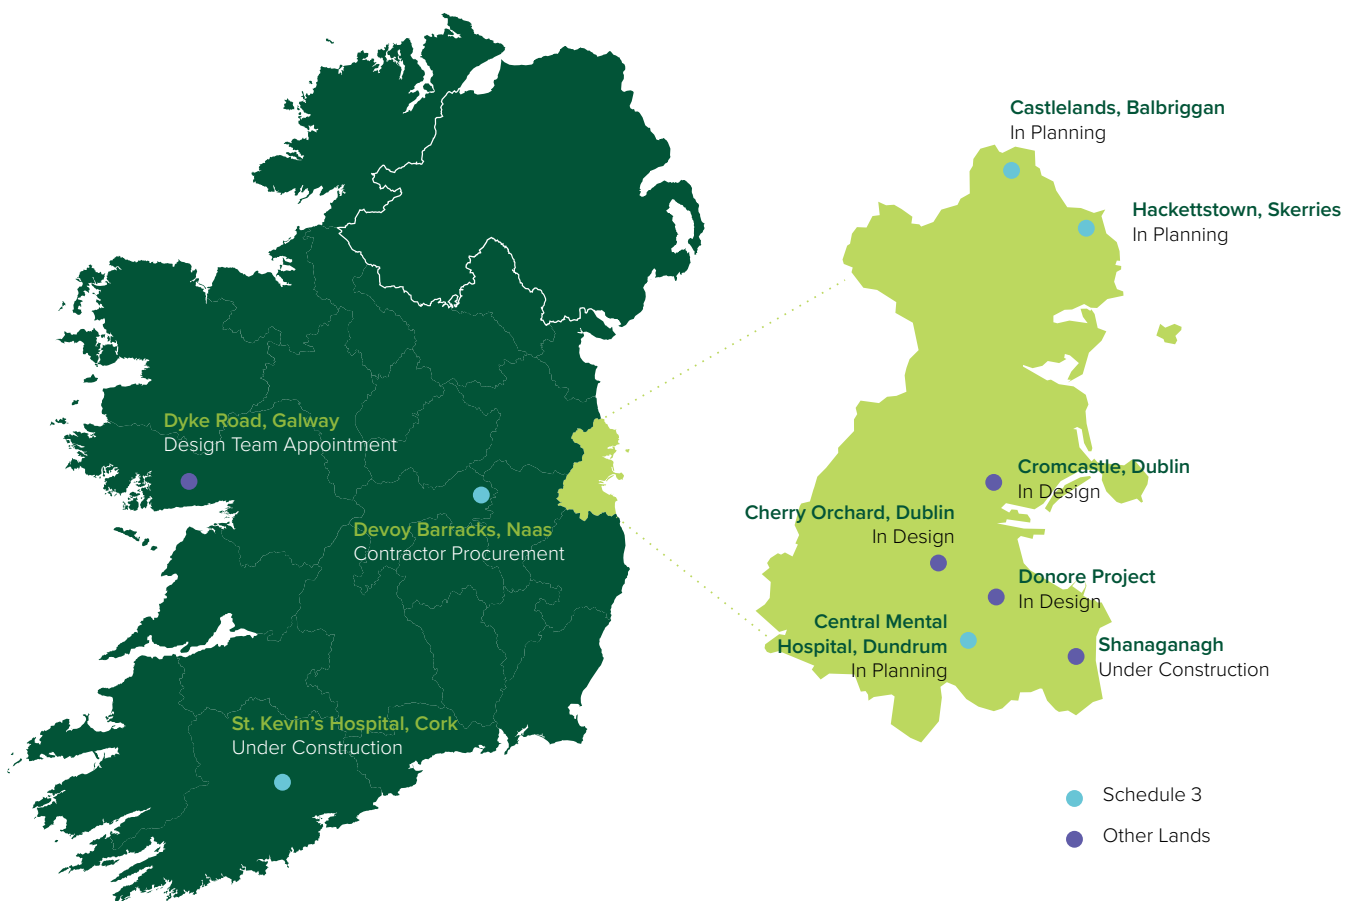 Castlelands, Balbriggan
In Planning
Hackettstown, Skerries
In Planning
Dyke Road, Galway
Design Team Appointment
Devoy Barracks, Naas
Contractor Procurement
St. Kevin’s Hospital, Cork
Under Construction
Cromcastle, Dublin
In Design
Cherry Orchard, Dublin
In Design
Donore Project
In Design
Central Mental
Hospital, Dundrum
In Planning
Shanaganagh
Under Construction
Schedule 3
Other Lands